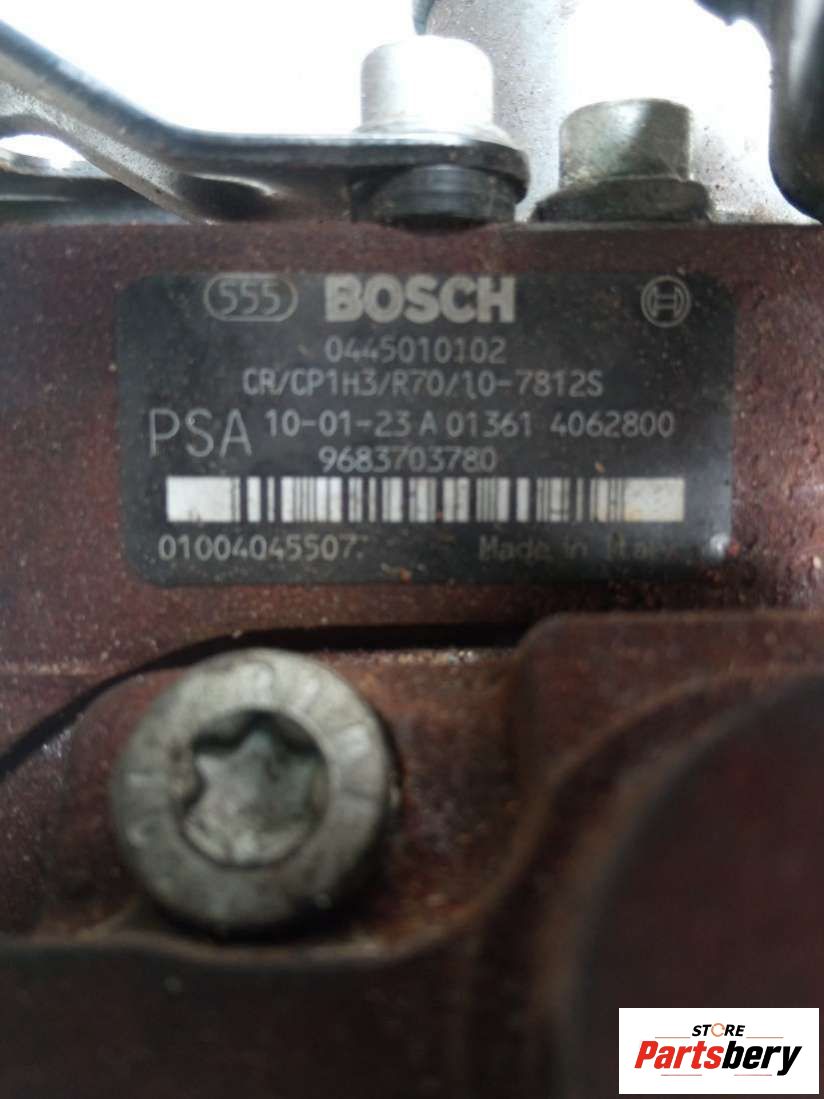 555 BOSCH
0445010102
CR/CP1H3/R70/10-7812S
PSA 10-01-23 A 01361 4062800
9683703780
01004045507
Made in Italy
STORE
Partsbery